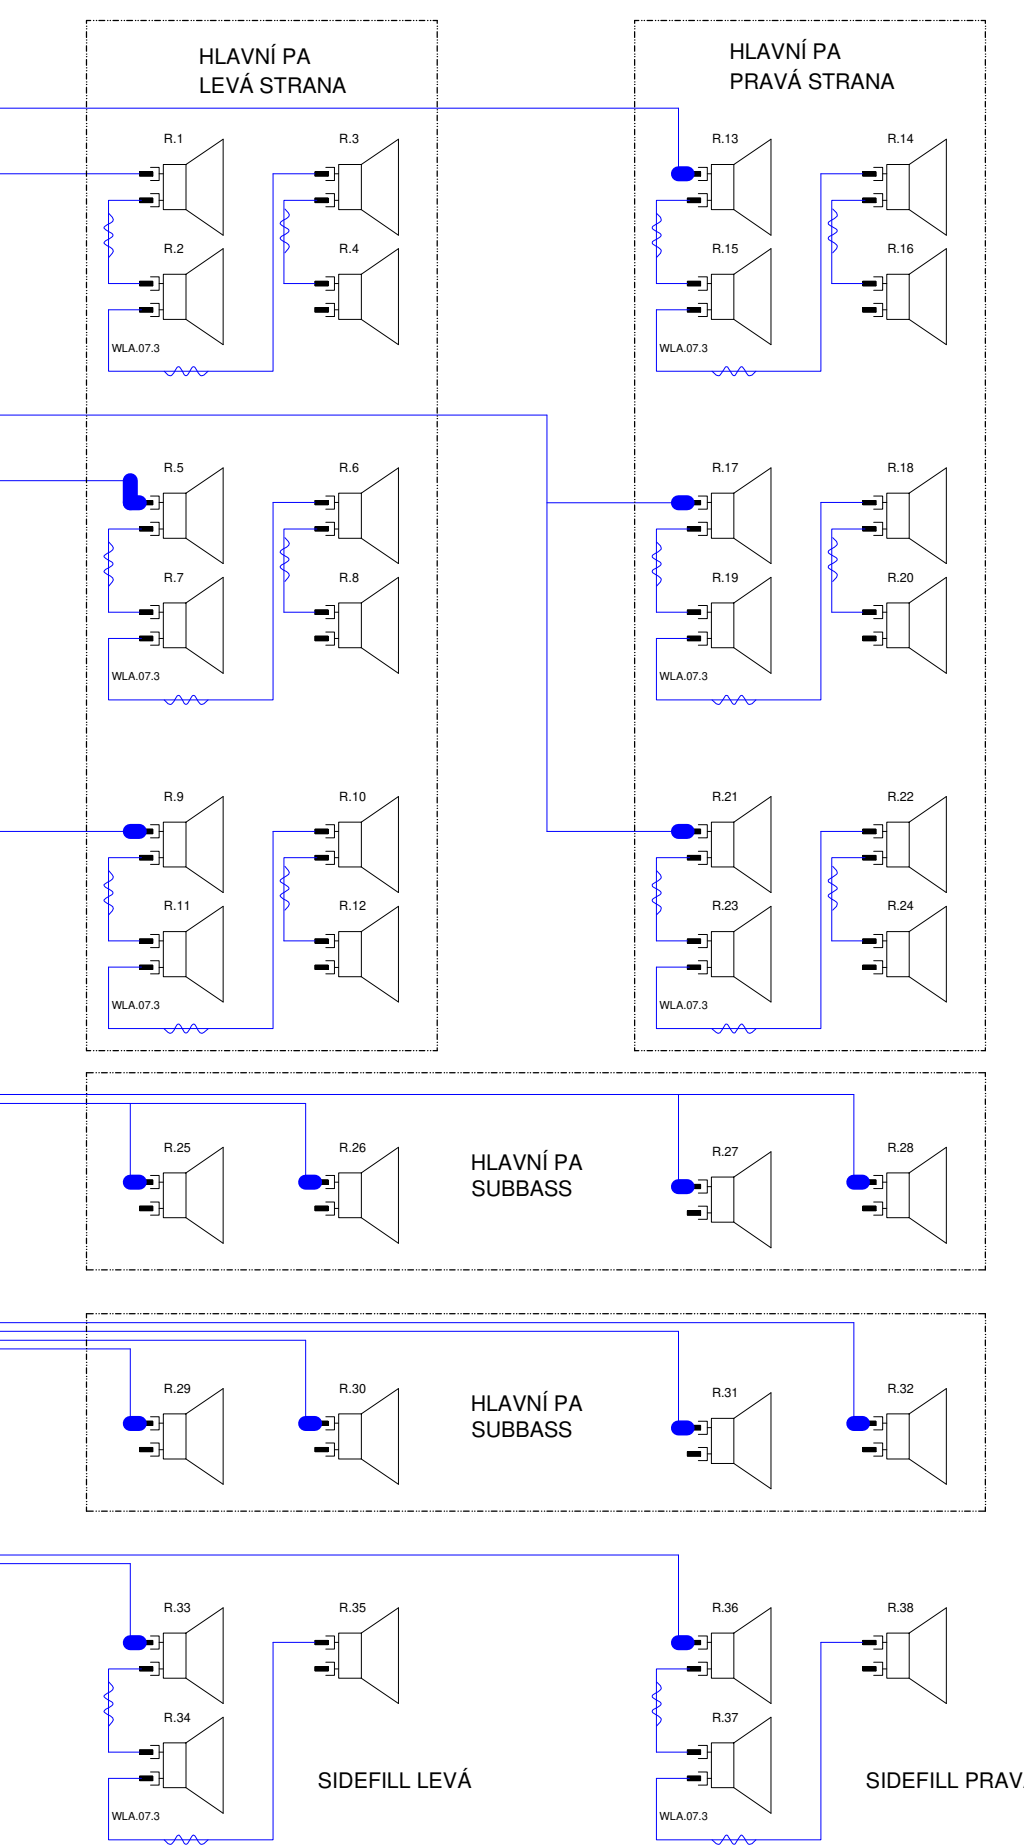 HLAVNÍ PA
LEVÁ STRANA
HLAVNÍ PA
PRAVÁ STRANA
R.1
R.3
R.13
R.14
R.2
R.4
R.15
R.16
WLA.07.3
WLA.07.3
R.5
R.6
R.17
R.18
R.7
R.8
R.19
R.20
WLA.07.3
WLA.07.3
R.9
R.10
R.21
R.22
R.11
R.12
R.23
R.24
WLA.07.3
WLA.07.3
R.25
R.26
HLAVNÍ PA
SUBBASS
R.27
R.28
R.29
R.30
HLAVNÍ PA
SUBBASS
R.31
R.32
R.33
R.35
R.36
R.38
R.34
R.37
SIDEFILL LEVÁ
SIDEFILL PRAVÁ
WLA.07.3
WLA.07.3